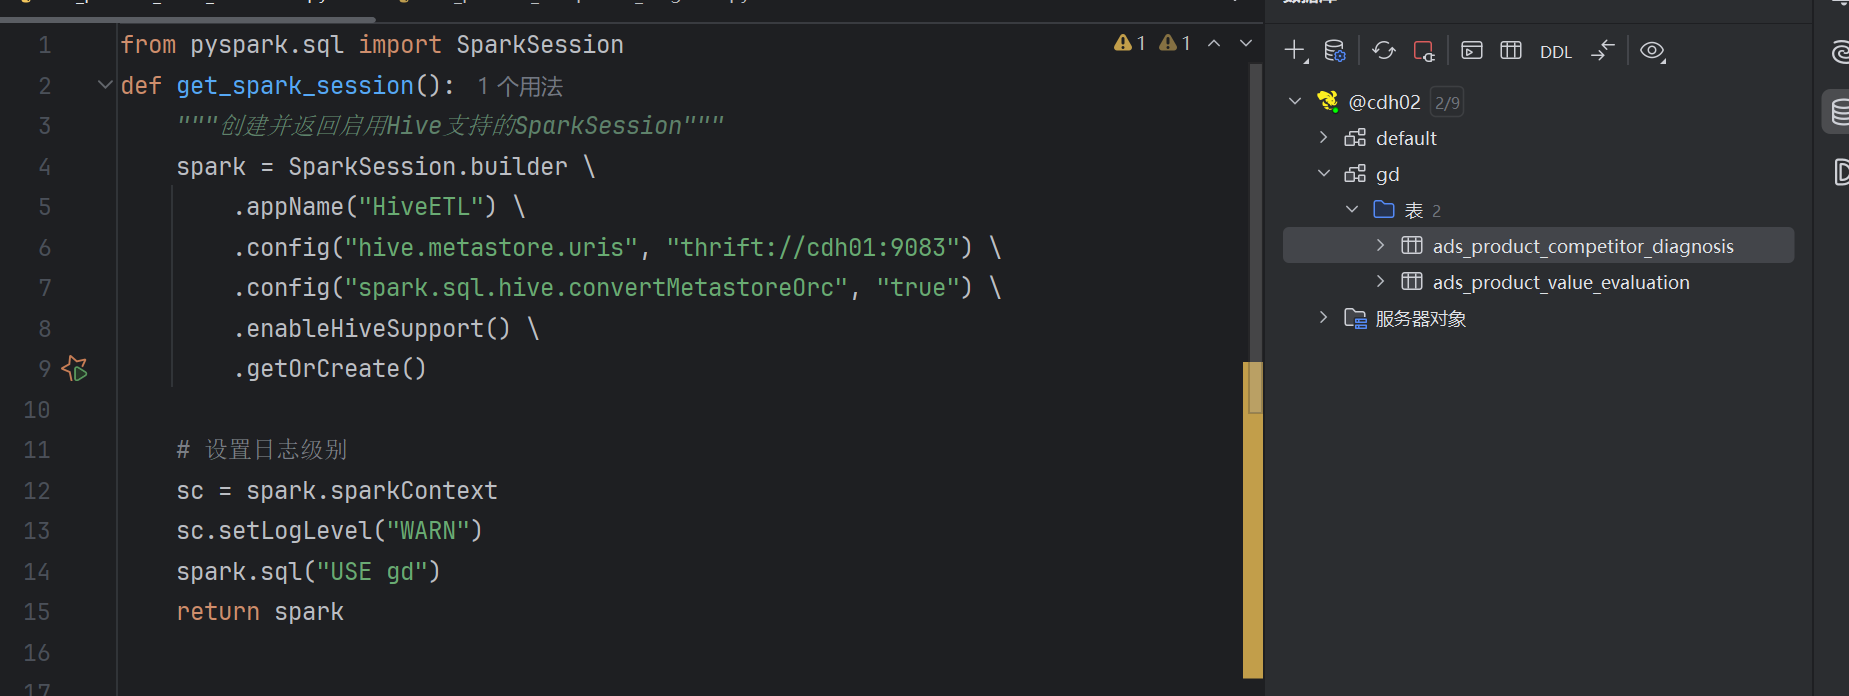 1 from pyspark.sql import SparkSession
2 def get_spark_session(): 1 个用法
3 """创建并返回启用Hive支持的SparkSession"""
4 spark = SparkSession.builder \
5 .appName("HiveETL") \
6 .config("hive.metastore.uris", "thrift://cdh01:9083") \
7 .config("spark.sql.hive.convertMetastoreOrc", "true") \
8 .enableHiveSupport() \
9 .getOrCreate()
10
11 # 设置日志级别
12 sc = spark.sparkContext
13 sc.setLogLevel("WARN")
14 spark.sql("USE gd")
15 return spark
16
17
1 1
DDL
@cdh02 2/9
default
gd
表 2
ads_product_competitor_diagnosis
ads_product_value_evaluation
服务器对象